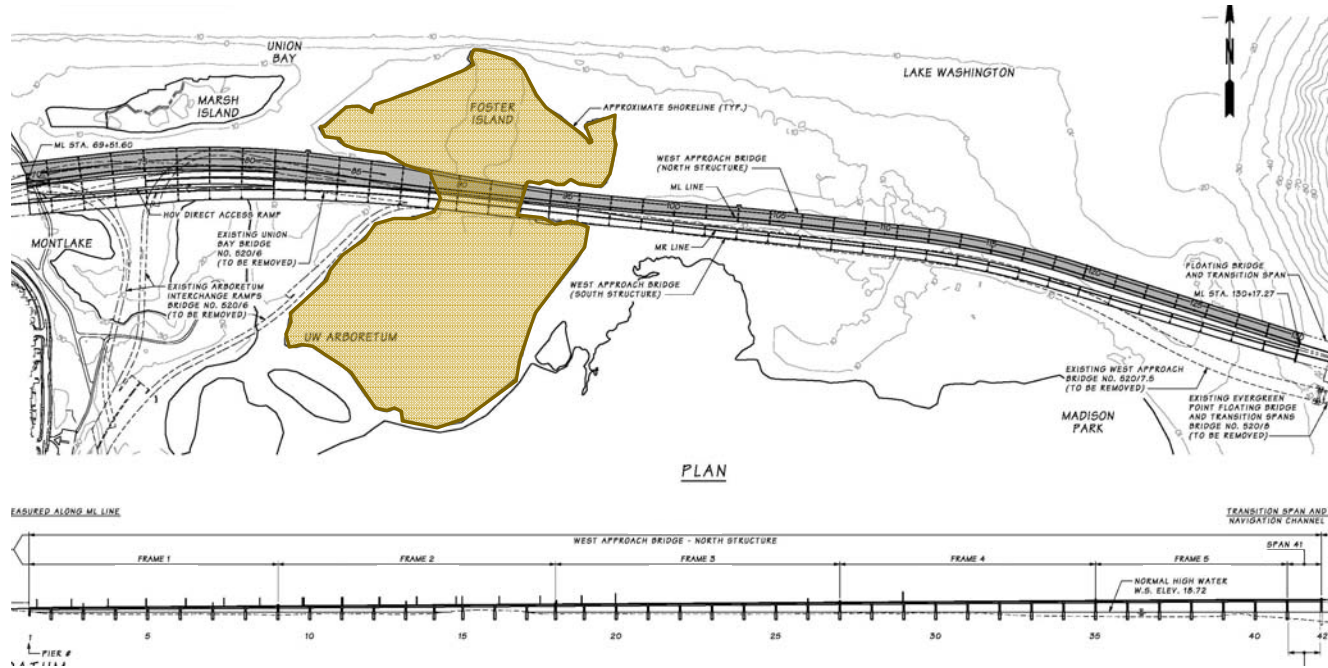 UNION
BAY
LAKE WASHINGTON
N
MARSH
ISLAND
FOSTER
ISLAND
APPROXIMATE SHORELINE (TYP.)
ML STA. 69+51.60
WEST APPROACH BRIDGE
(NORTH STRUCTURE)
ML LINE
HOV DIRECT ACCESS RAMP
MONTLAKE
EXISTING UNION
BAY BRIDGE
NO. 520/6
(TO BE REMOVED)
MR LINE
WEST APPROACH BRIDGE
(SOUTH STRUCTURE)
EXISTING ARBORETUM
INTERCHANGE RAMPS
BRIDGE NO. 520/6
(TO BE REMOVED)
UW ARBORETUM
FLOATING BRIDGE
AND TRANSITION SPAN
ML STA. 130+17.27
EXISTING WEST APPROACH
BRIDGE NO. 520/7.5
(TO BE REMOVED)
EXISTING EVERGREEN
POINT FLOATING BRIDGE
AND TRANSITION SPANS
BRIDGE NO. 520/8
(TO BE REMOVED)
MADISON
PARK
85
90
95
100
105
110
120
PLAN
EASURED ALONG ML LINE
TRANSITION SPAN AND
NAVIGATION CHANNEL
WEST APPROACH BRIDGE - NORTH STRUCTURE
SPAN 41
FRAME 1 FRAME 2 FRAME 3 FRAME 4 FRAME 5
NORMAL HIGH WATER
W.S. ELEV. 18.72
1 5 10 15 20 25 30 35 40 42
PIER #